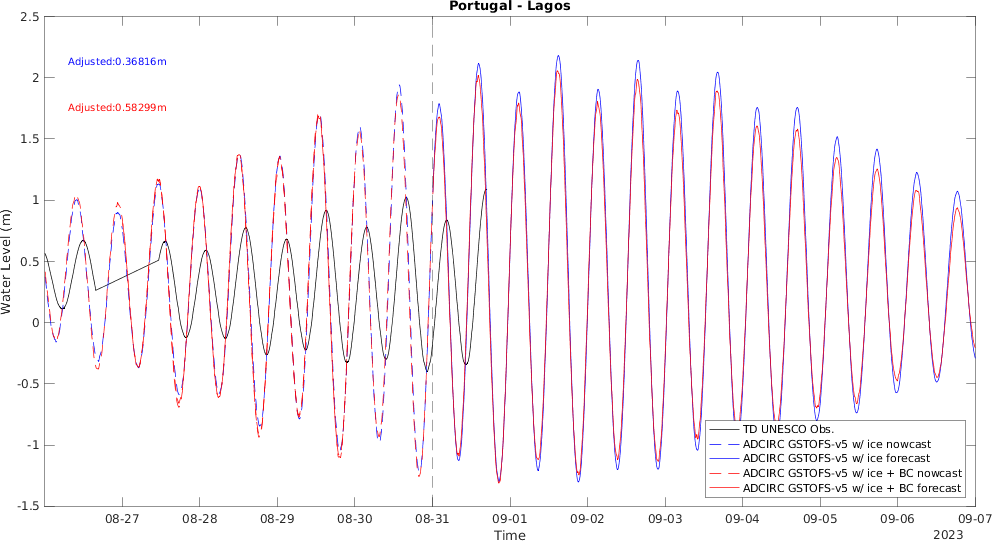 Portugal - Lagos
2.5
2
1.5
1
0.5
0
-0.5
-1
-1.5
Water Level (m)
Adjusted:0.36816m
Adjusted:0.58299m
TD UNESCO Obs.
ADCIRC GSTOFS-v5 w/ ice nowcast
ADCIRC GSTOFS-v5 w/ ice forecast
ADCIRC GSTOFS-v5 w/ ice + BC nowcast
ADCIRC GSTOFS-v5 w/ ice + BC forecast
08-27 08-28 08-29 08-30 08-31 09-01 09-02 09-03 09-04 09-05 09-06 09-07
Time
2023